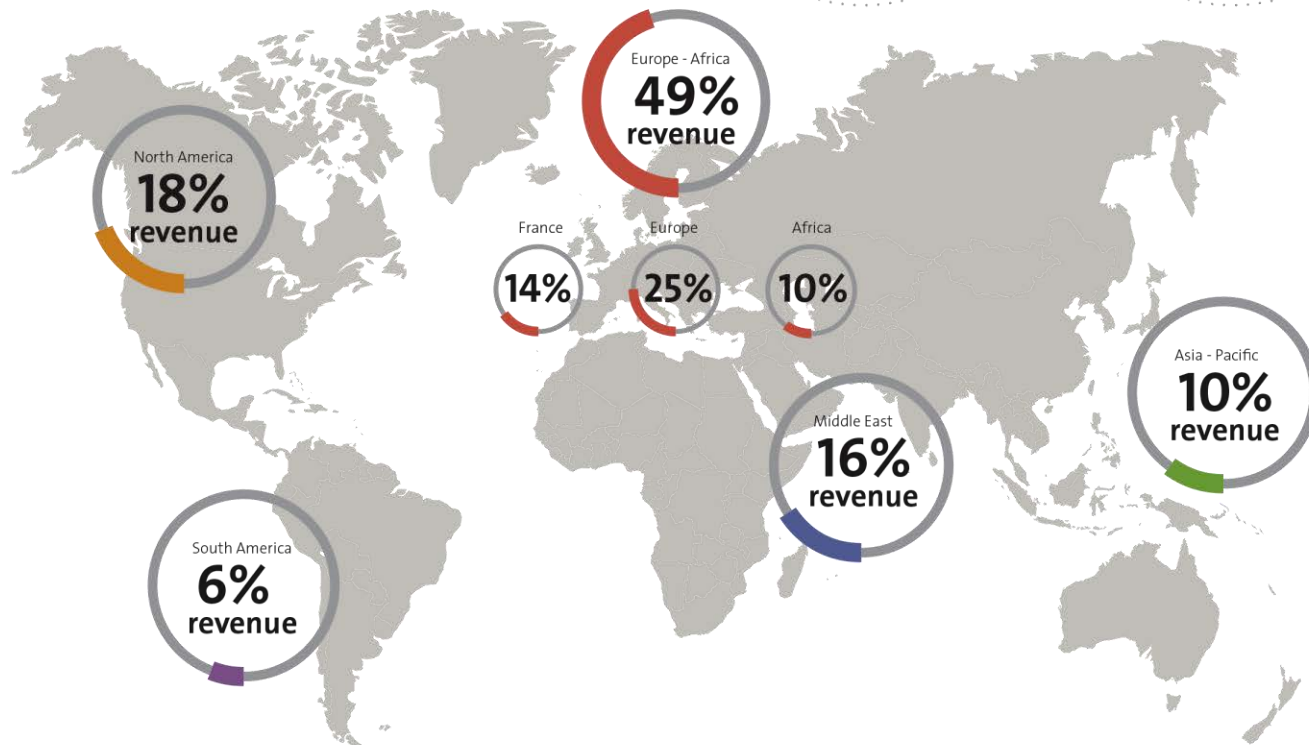 Europe - Africa
49%
revenue
North America
18%
revenue
France
14%
Europe
25%
Africa
10%
Asia - Pacific
10%
revenue
Middle East
16%
revenue
South America
6%
revenue